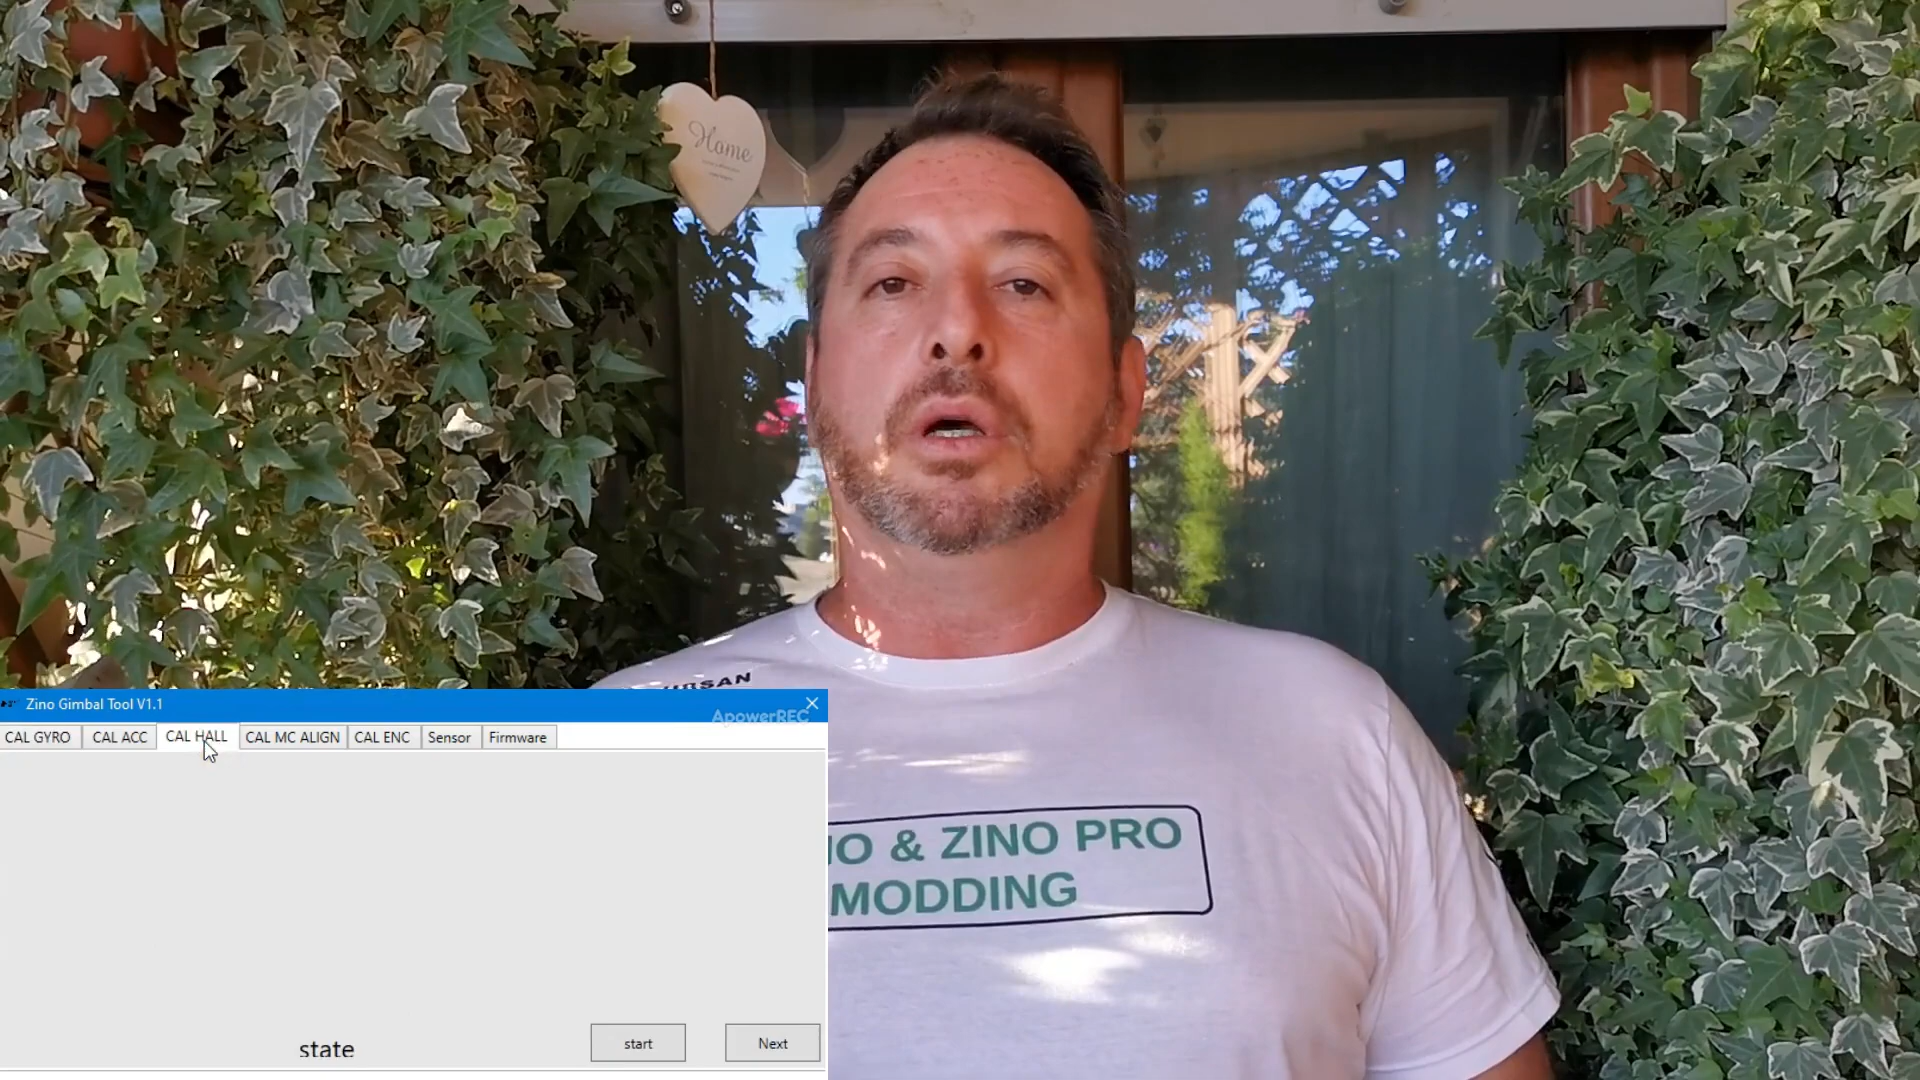 Home
Zino Gimbal Tool V1.1
ApowerREC
CAL GYRO
CAL ACC
CAL HALL
CAL MC ALIGN
CAL ENC
Sensor
Firmware
IO & ZINO PRO
MODDING
state
start
Next